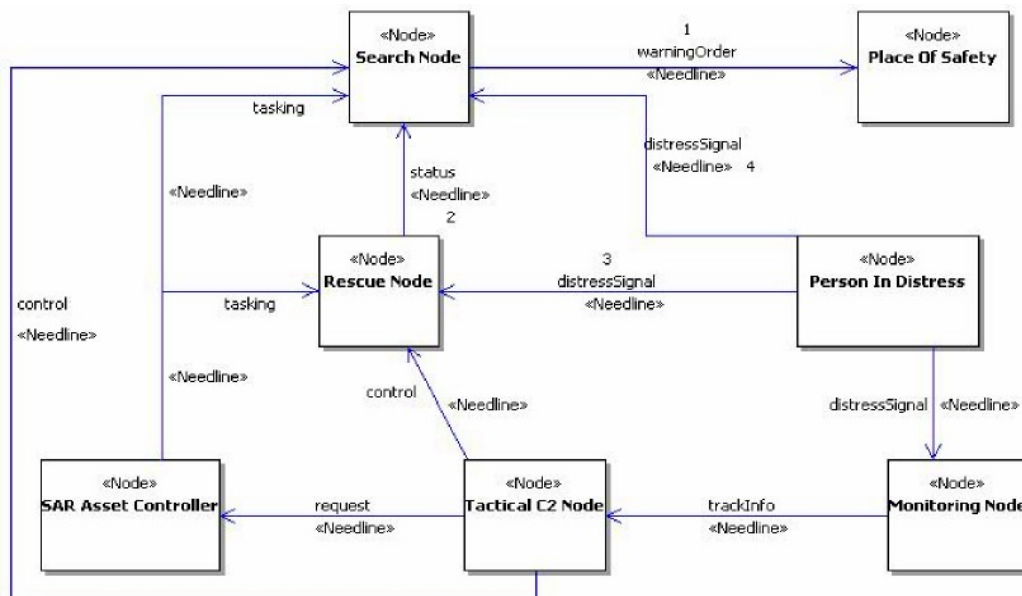 «Node»
Search Node
1
warningOrder
«Needline»
«Node»
Place Of Safety
tasking
distressSignal
«Needline» 4
status
«Needline»
2
«Needline»
«Node»
Rescue Node
3
distressSignal
«Needline»
«Node»
Person In Distress
control
«Needline»
tasking
«Needline»
control
«Needline»
distressSignal «Needline»
«Node»
SAR Asset Controller
request
«Needline»
«Node»
Tactical C2 Node
trackInfo
«Needline»
«Node»
Monitoring Node